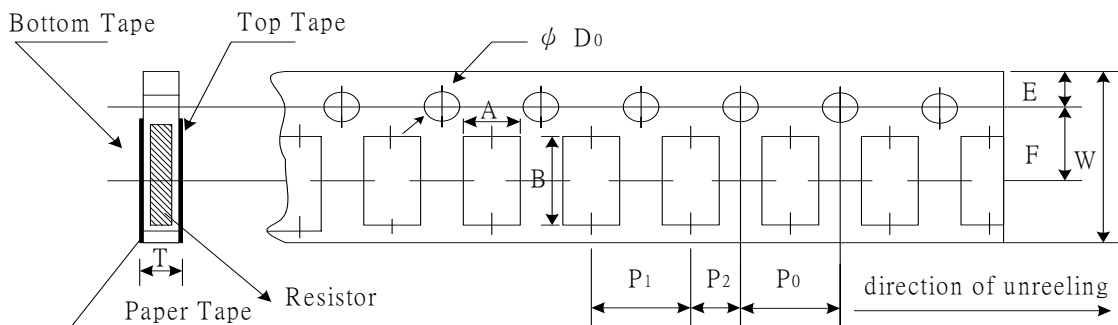 Bottom Tape
Top Tape
ϕ D₀
E
A
F
W
B
T
P₁
P₂
P₀
Resistor
direction of unreeling
Paper Tape